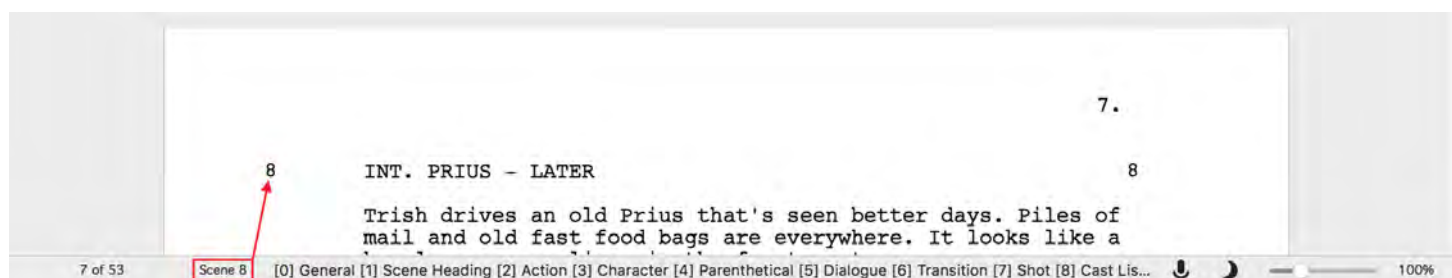 7.
8 INT. PRIUS - LATER 8
Trish drives an old Prius that's seen better days. Piles of
mail and old fast food bags are everywhere. It looks like a
7 of 53 Scene 8 [0] General [1] Scene Heading [2] Action [3] Character [4] Parenthetical [5] Dialogue [6] Transition [7] Shot [8] Cast Lis... 100%